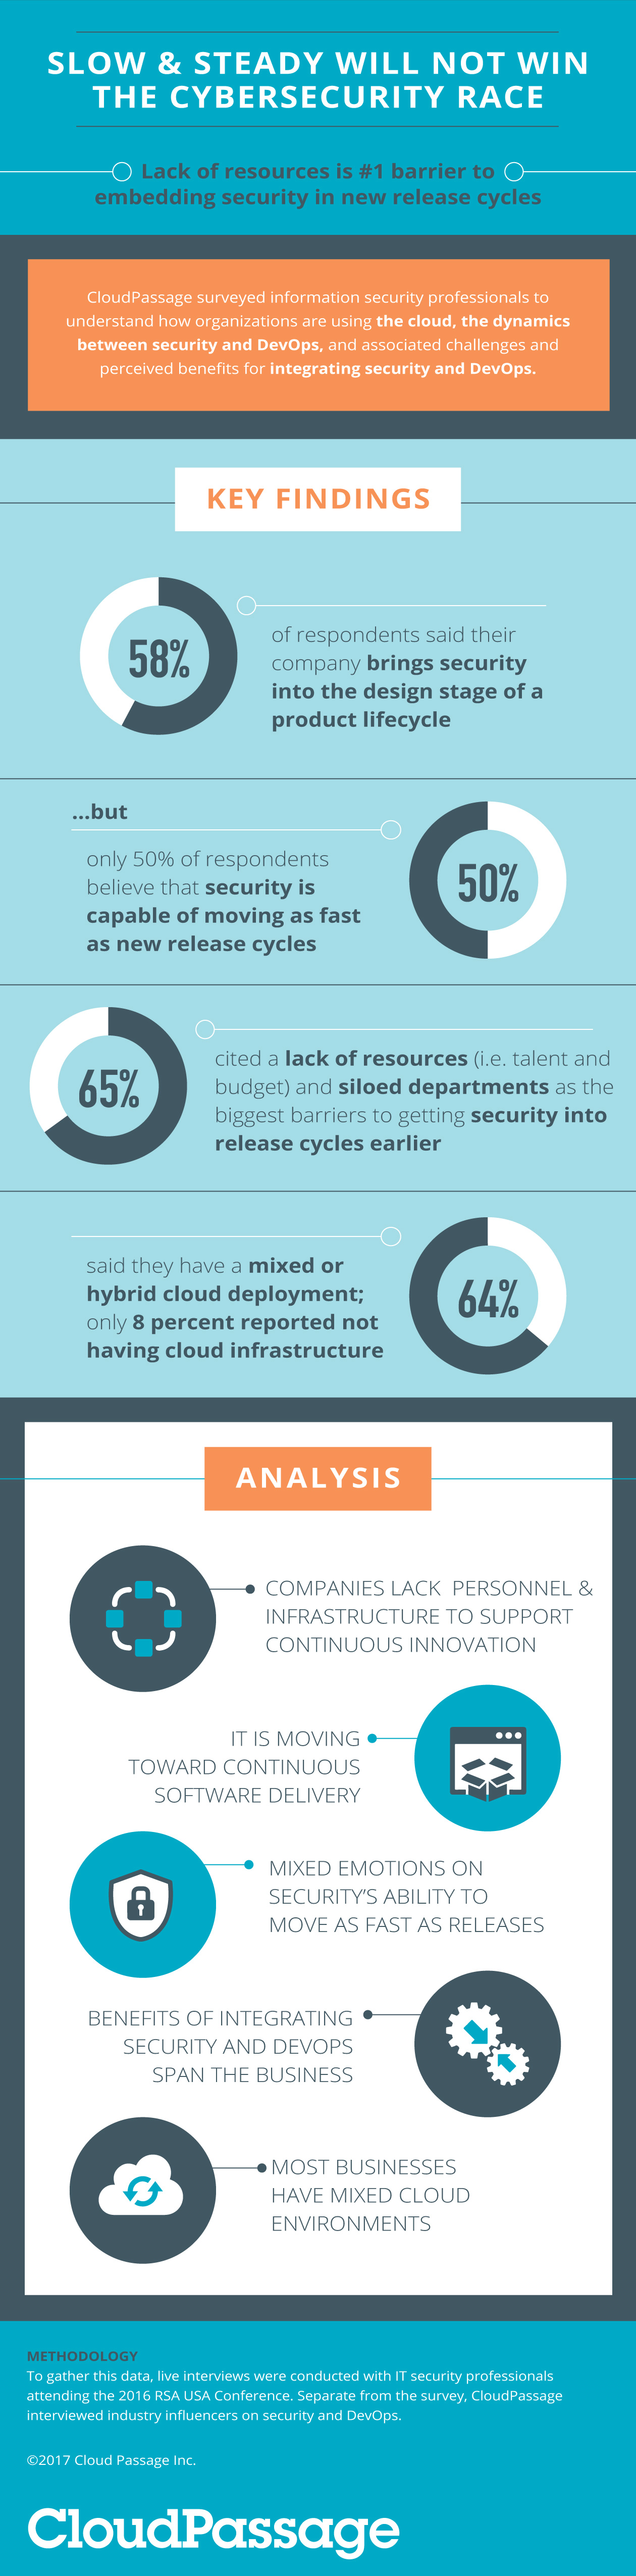 SLOW & STEADY WILL NOT WIN
THE CYBERSECURITY RACE
Lack of resources is #1 barrier to
embedding security in new release cycles
CloudPassage surveyed information security professionals to
understand how organizations are using the cloud, the dynamics
between security and DevOps, and associated challenges and
perceived benefits for integrating security and DevOps.
KEY FINDINGS
58%
of respondents said their
company brings security
into the design stage of a
product lifecycle
...but
only 50% of respondents
believe that security is
capable of moving as fast
as new release cycles
50%
65%
cited a lack of resources (i.e. talent and
budget) and siloed departments as the
biggest barriers to getting security into
release cycles earlier
said they have a mixed or
hybrid cloud deployment;
only 8 percent reported not
having cloud infrastructure
64%
ANALYSIS
COMPANIES LACK PERSONNEL &
INFRASTRUCTURE TO SUPPORT
CONTINUOUS INNOVATION
IT IS MOVING
TOWARD CONTINUOUS
SOFTWARE DELIVERY
MIXED EMOTIONS ON
SECURITY'S ABILITY TO
MOVE AS FAST AS RELEASES
BENEFITS OF INTEGRATING
SECURITY AND DEVOPS
SPAN THE BUSINESS
MOST BUSINESSES
HAVE MIXED CLOUD
ENVIRONMENTS
METHODOLOGY
To gather this data, live interviews were conducted with IT security professionals
attending the 2016 RSA USA Conference. Separate from the survey, CloudPassage
interviewed industry influencers on security and DevOps.
©2017 Cloud Passage Inc.
CloudPassage